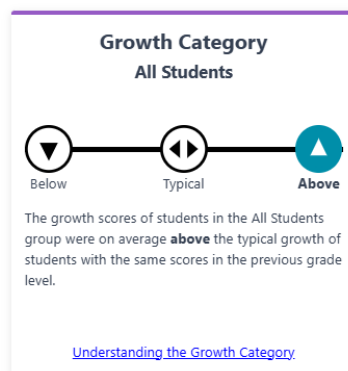 Growth Category
All Students
Below Typical Above
The growth scores of students in the All Students
group were on average above the typical growth of
students with the same scores in the previous grade
level.
Understanding the Growth Category